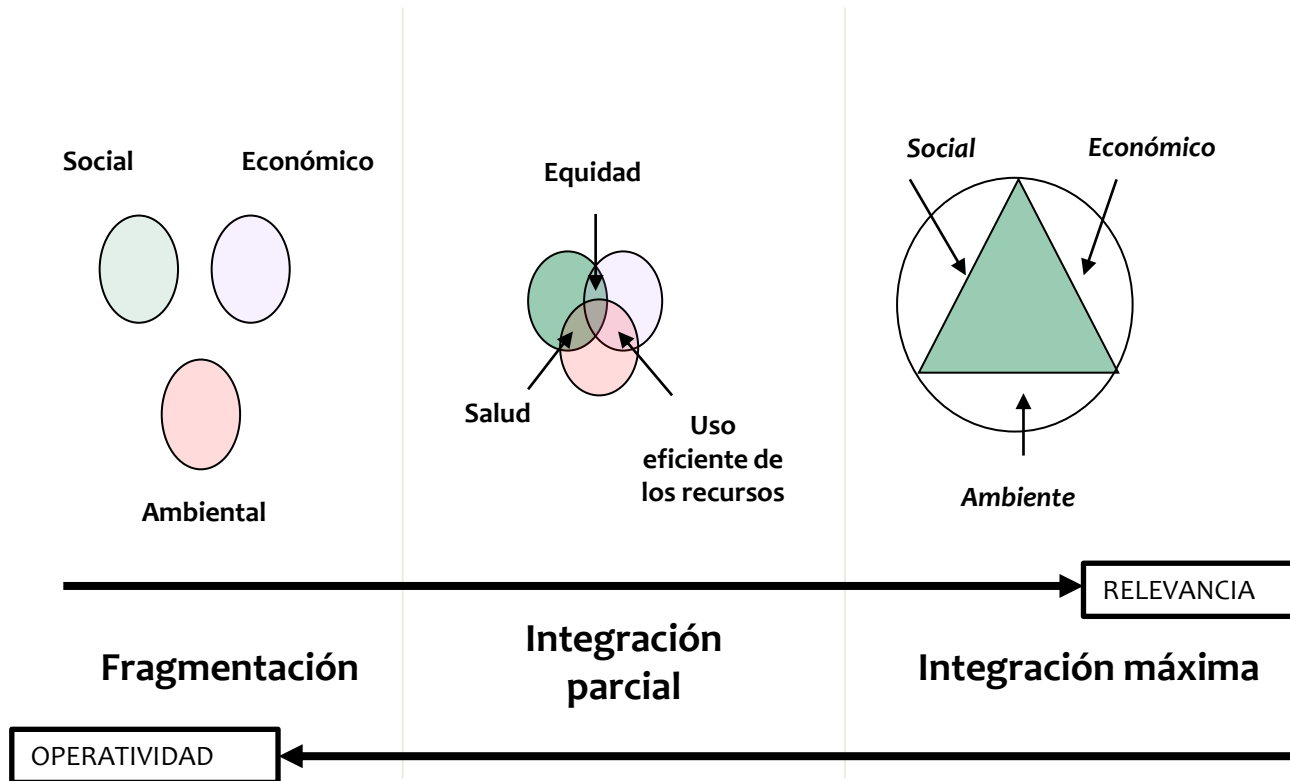 Social
Económico
Ambiental
Equidad
Salud
Uso
eficiente de
los recursos
Social
Económico
Ambiente
RELEVANCIA
Fragmentación
Integración
parcial
Integración máxima
OPERATIVIDAD